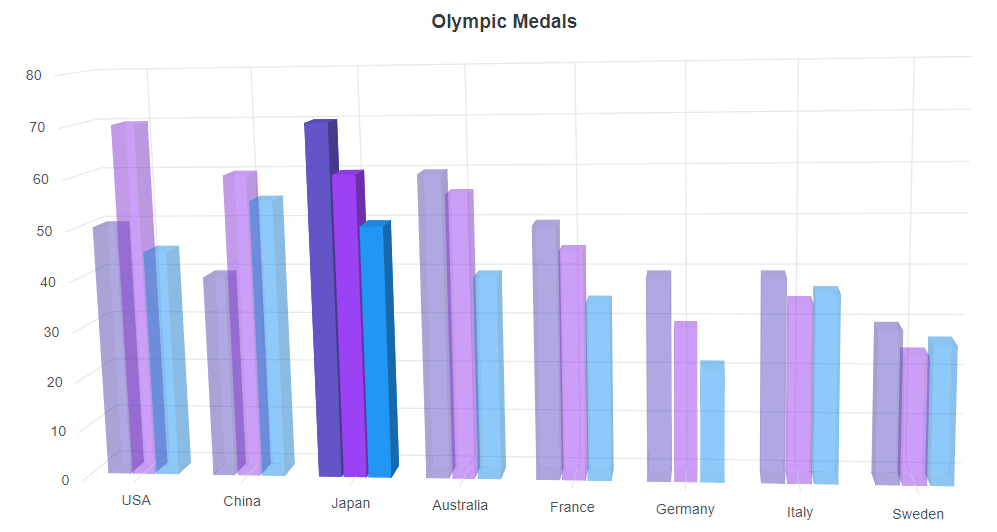 Olympic Medals
80
70
60
50
40
30
20
10
0
USA
China
Japan
Australia
France
Germany
Italy
Sweden